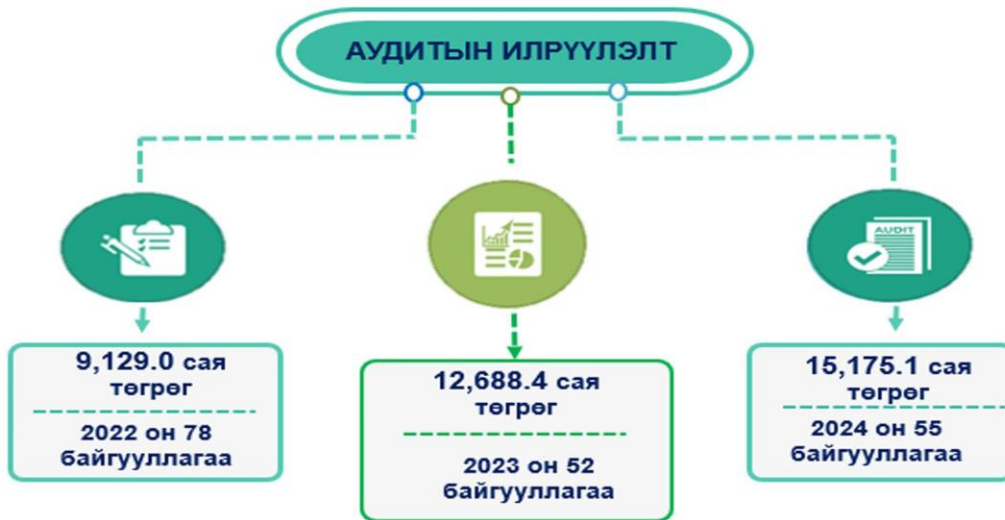 АУДИТЫН ИЛРҮҮЛЭЛТ
AUDIT
9,129.0 сая
төгрөг
2022 он 78
байгууллагаа
12,688.4 сая
төгрөг
2023 он 52
байгууллагаа
15,175.1 сая
төгрөг
2024 он 55
байгууллагаа